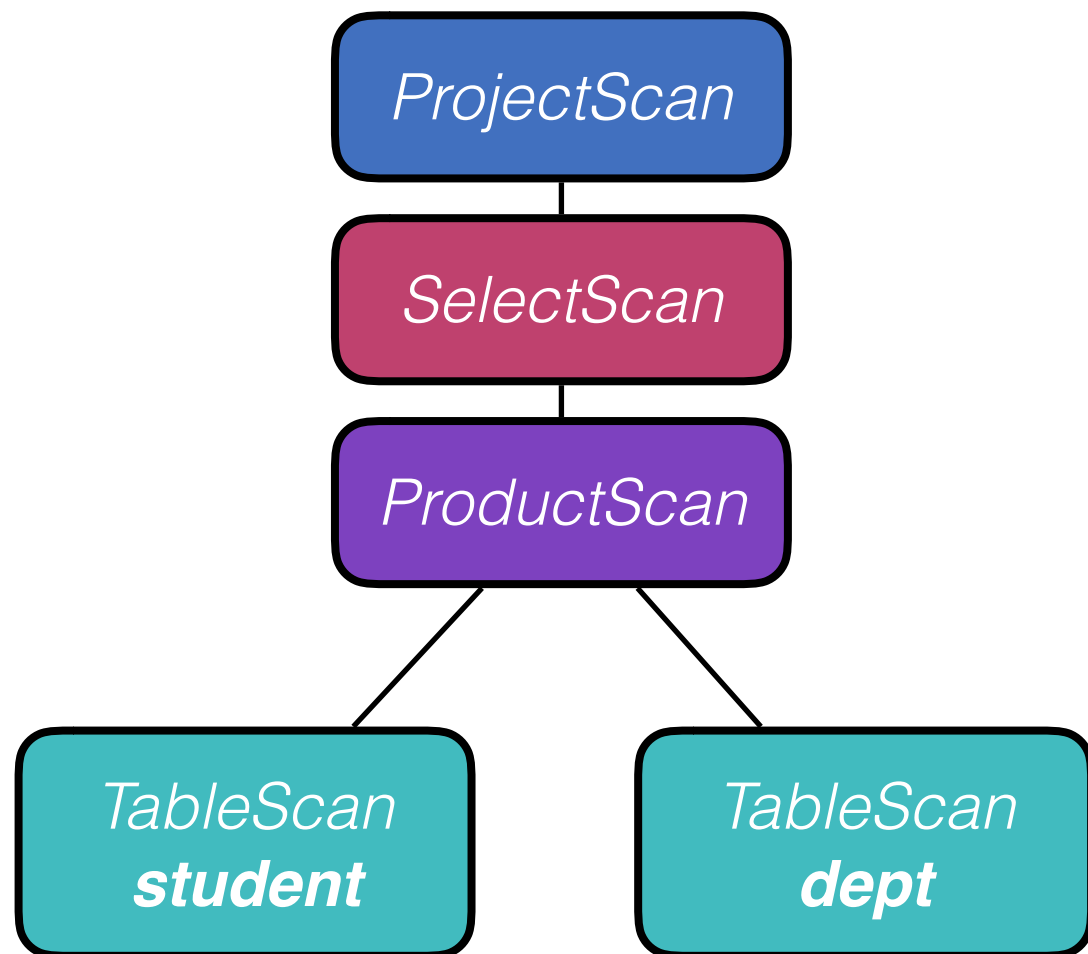 ProjectScan
SelectScan
ProductScan
TableScan
student
TableScan
dept